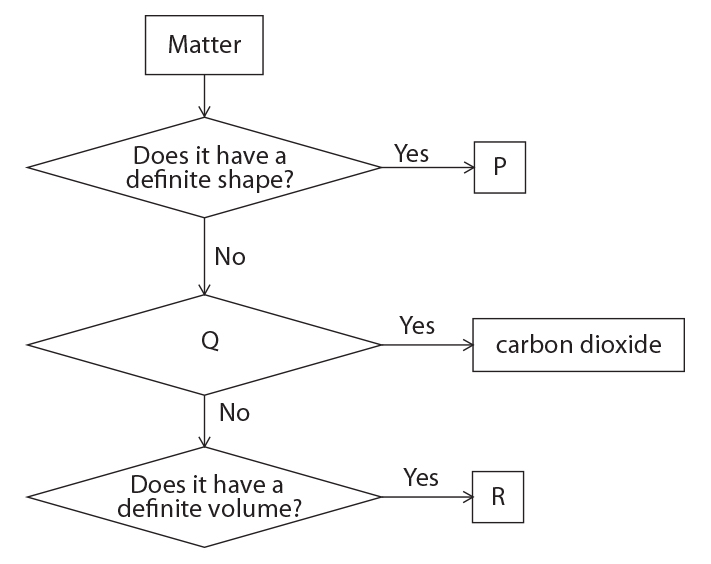 Matter
Does it have a
definite shape?
Yes
P
No
Q
Yes
carbon dioxide
No
Does it have a
definite volume?
Yes
R